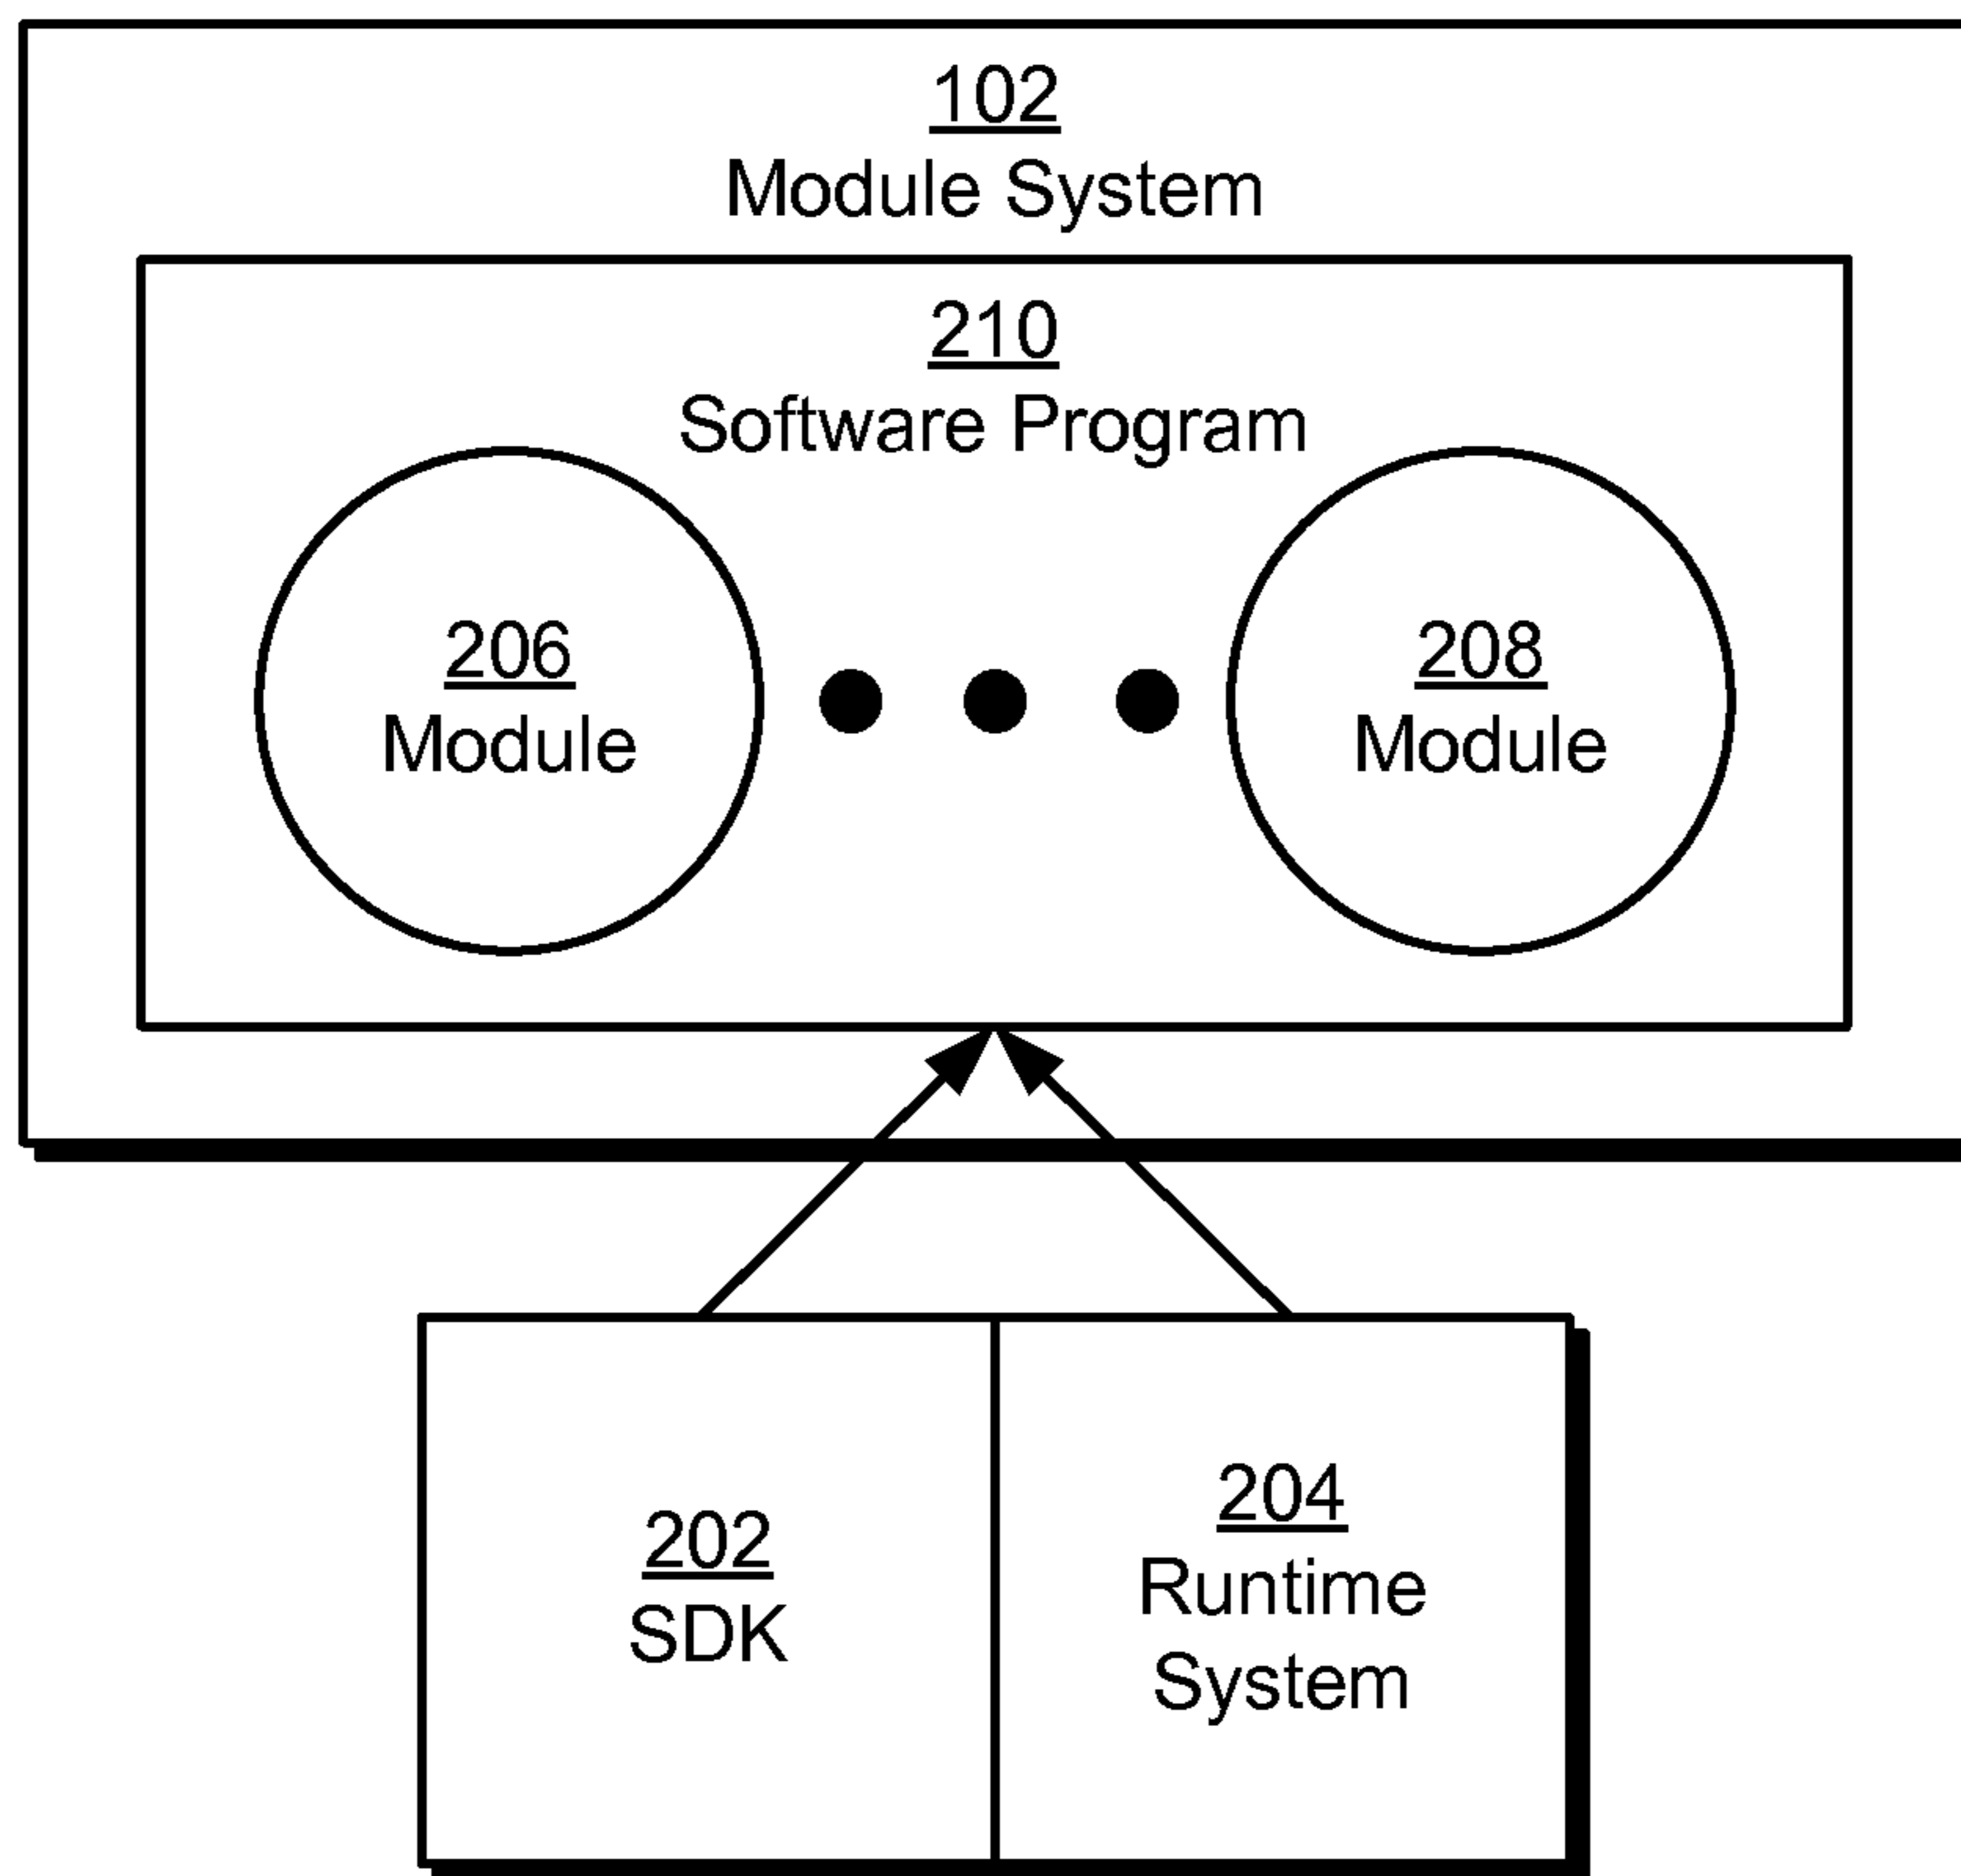 102
Module System
210
Software Program
206
Module
208
Module
202
SDK
204
Runtime
System